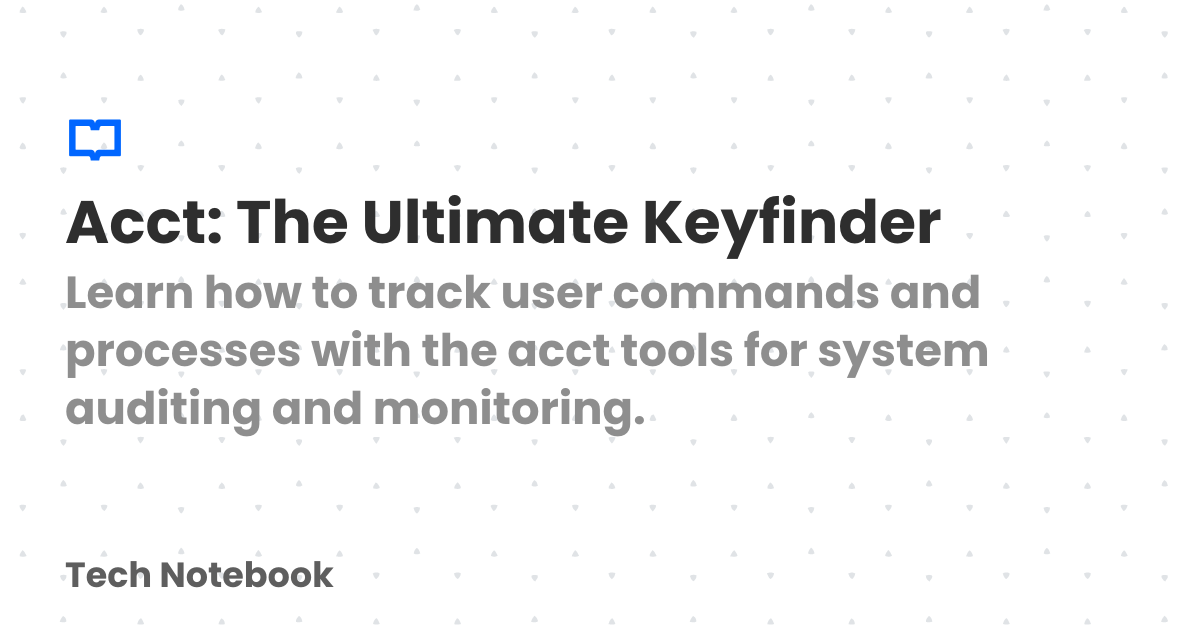 Acct: The Ultimate Keyfinder
Learn how to track user commands and
processes with the acct tools for system
auditing and monitoring.
Tech Notebook